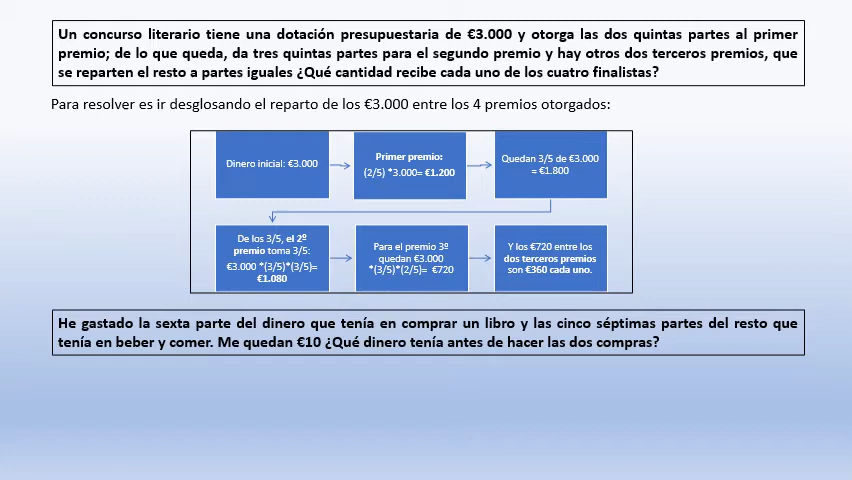 Un concurso literario tiene una dotación presupuestaria de €3.000 y otorga las dos quintas partes al primer
premio; de lo que queda, da tres quintas partes para el segundo premio y hay otros dos terceros premios, que
se reparten el resto a partes iguales ¿Qué cantidad recibe cada uno de los cuatro finalistas?
Para resolver es ir desglosando el reparto de los €3.000 entre los 4 premios otorgados:
Dinero inicial: €3.000
Primer premio:
(2/5) *3.000= €1.200
Quedan 3/5 de €3.000
= €1.800
De los 3/5, el 2º
premio toma 3/5:
€3.000 *(3/5)*(3/5)=
€1.080
Para el premio 3º
quedan €3.000
*(3/5)*(2/5)= €720
Y los €720 entre los
dos terceros premios
son €360 cada uno.
He gastado la sexta parte del dinero que tenía en comprar un libro y las cinco séptimas partes del resto que
tenía en beber y comer. Me quedan €10 ¿Qué dinero tenía antes de hacer las dos compras?